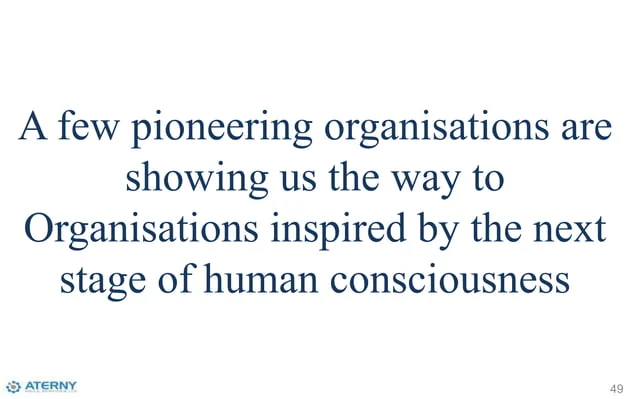 A few pioneering organisations are
showing us the way to
Organisations inspired by the next
stage of human consciousness
ATERNY
49